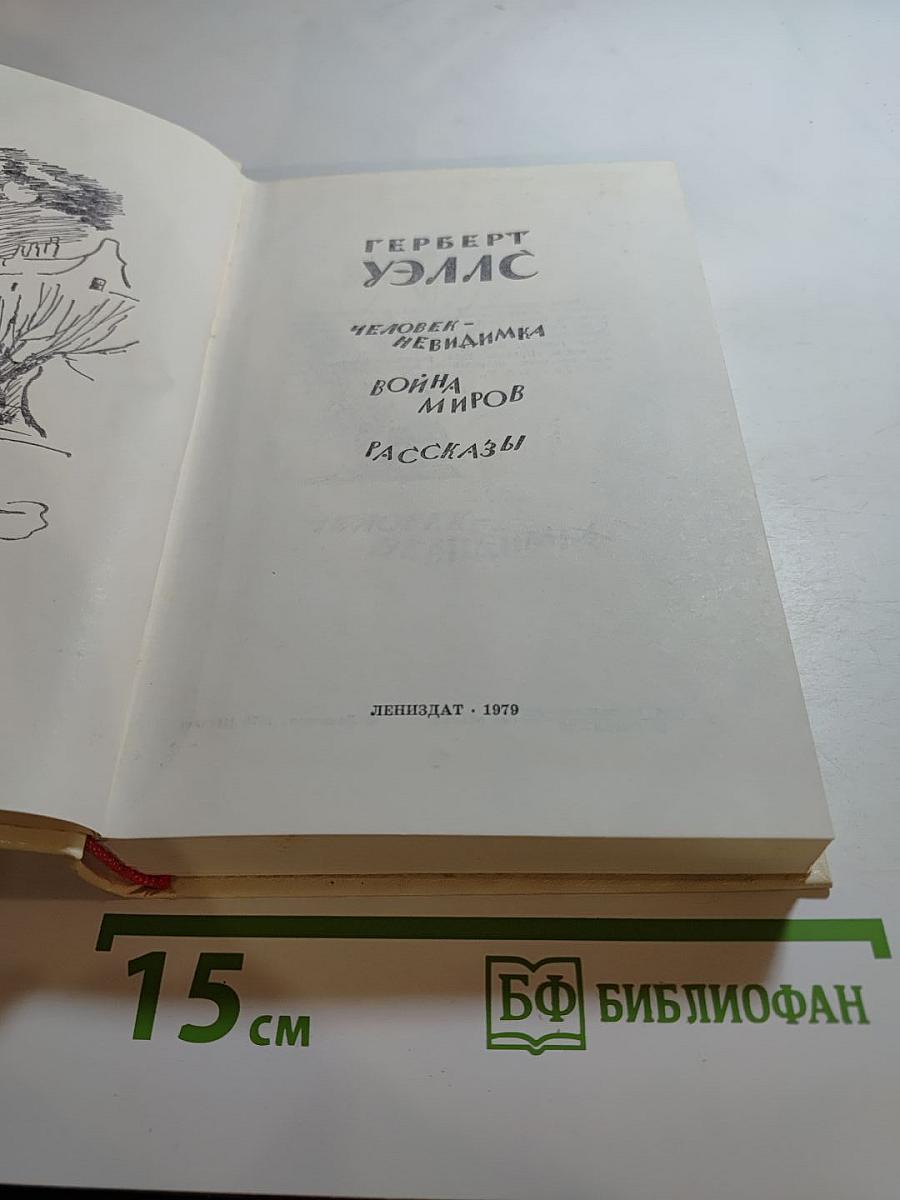 ГЕРБЕРТ
УЭЛЛС
ЧЕЛОВЕК-
НЕВИДИМКА
ВОЙНА
МИРОВ
РАССКАЗЫ
ЛЕНИЗДАТ · 1979
15 см
БФ БИБЛИОФАН